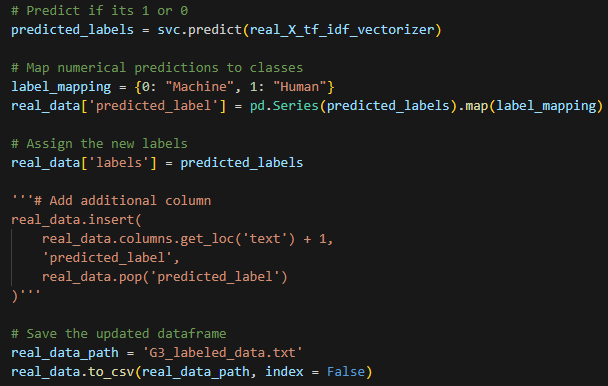 # Predict if its 1 or 0
predicted_labels = svc.predict(real_X_tf_idf_vectorizer)

# Map numerical predictions to classes
label_mapping = {0: "Machine", 1: "Human"}
real_data['predicted_label'] = pd.Series(predicted_labels).map(label_mapping)

# Assign the new labels
real_data['labels'] = predicted_labels

'''# Add additional column
real_data.insert(
    real_data.columns.get_loc('text') + 1,
    'predicted_label',
    real_data.pop('predicted_label')
)'''

# Save the updated dataframe
real_data_path = 'G3_labeled_data.txt'
real_data.to_csv(real_data_path, index = False)